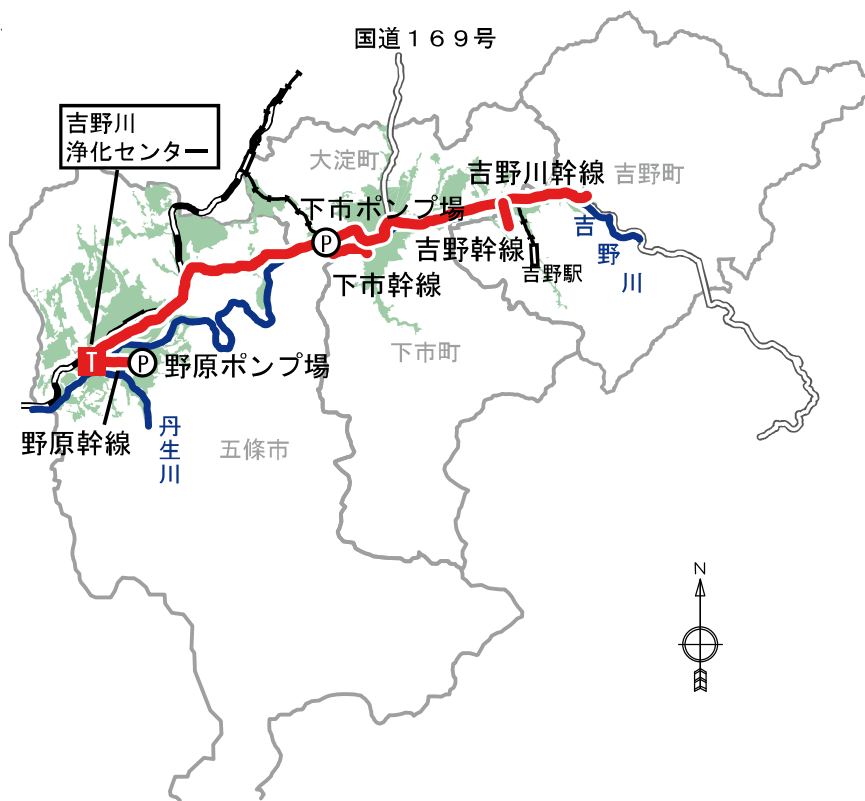 国道１６９号
吉野川
浄化センター
大淀町
吉野川幹線
吉野町
下市ポンプ場
P
吉野幹線
吉野川
吉野駅
下市幹線
下市町
T
P
野原ポンプ場
野原幹線
丹生川
五條市
N